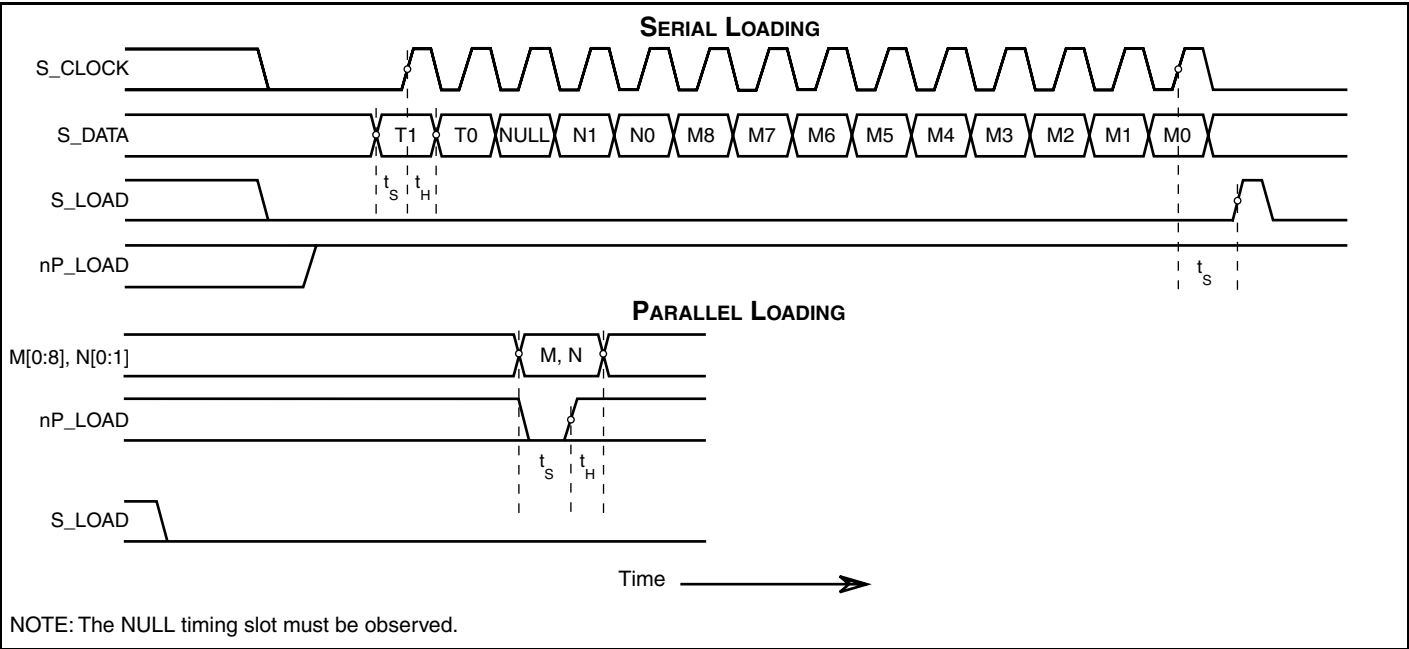 SERIAL LOADING
S_CLOCK
S_DATA T1 T0 NULL N1 N0 M8 M7 M6 M5 M4 M3 M2 M1 M0
tS tH
S_LOAD
nP_LOAD
tS
PARALLEL LOADING
M[0:8], N[0:1] M, N
nP_LOAD
tS tH
S_LOAD
Time
NOTE: The NULL timing slot must be observed.